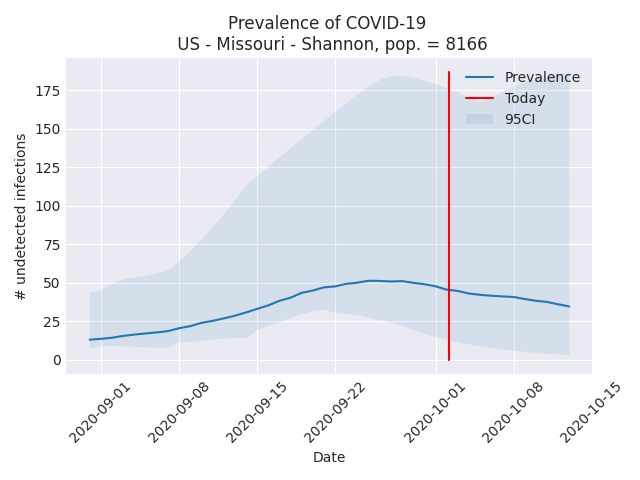 Prevalence of COVID-19
US - Missouri - Shannon, pop. = 8166
Prevalence
Today
95CI
# undetected infections
175
150
125
100
75
50
25
0
2020-09-01
2020-09-08
2020-09-15
2020-09-22
2020-10-01
2020-10-08
2020-10-15
Date